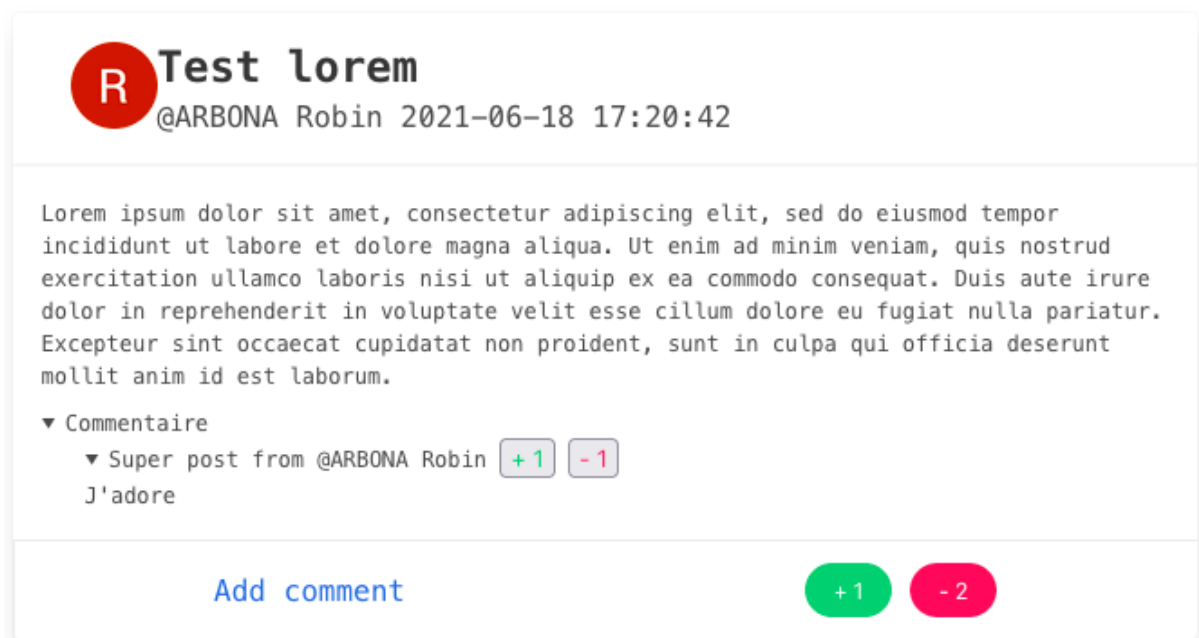 R
Test lorem
@ARBONA Robin 2021-06-18 17:20:42
Lorem ipsum dolor sit amet, consectetur adipiscing elit, sed do eiusmod tempor
incididunt ut labore et dolore magna aliqua. Ut enim ad minim veniam, quis nostrud
exercitation ullamco laboris nisi ut aliquip ex ea commodo consequat. Duis aute irure
dolor in reprehenderit in voluptate velit esse cillum dolore eu fugiat nulla pariatur.
Excepteur sint occaecat cupidatat non proident, sunt in culpa qui officia deserunt
mollit anim id est laborum.
▼ Commentaire
▼ Super post from @ARBONA Robin + 1 - 1
J'adore
Add comment + 1 - 2